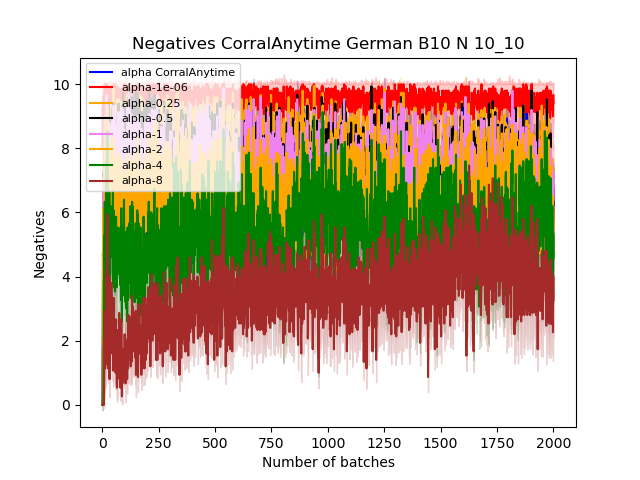 Negatives CorralAnytime German B10 N 10_10
alpha CorralAnytime
alpha-1e-06
alpha-0.25
alpha-0.5
alpha-1
alpha-2
alpha-4
alpha-8
10
8
6
4
2
0
Negatives
0 250 500 750 1000 1250 1500 1750 2000
Number of batches